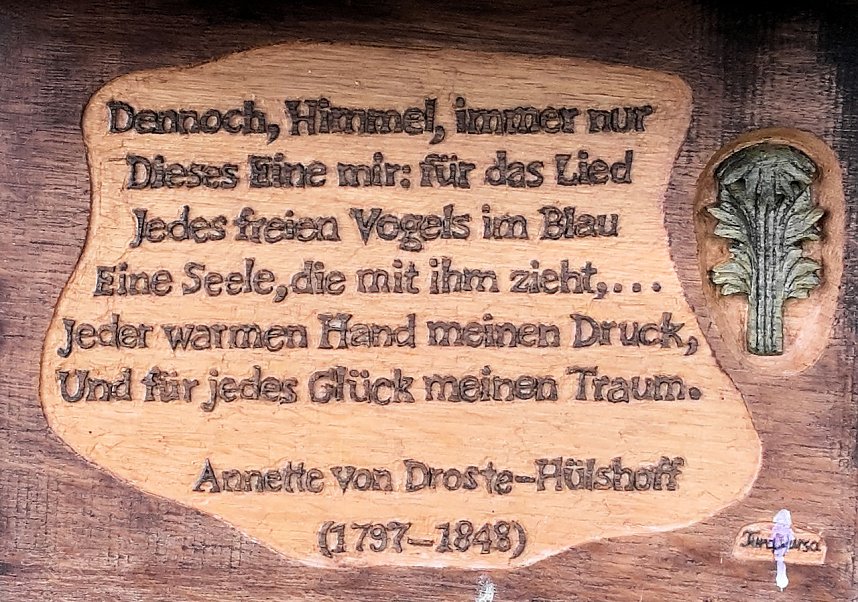 Dennoch, Himmel, immer nur
Dieses Eine mir: für das Lied
Jedes freien Vogels im Blau
Eine Seele, die mit ihm zieht,...
Jeder warmen Hand meinen Druck,
Und für jedes Glück meinen Traum.
Annette von Droste-Hülshoff
(1797-1848)